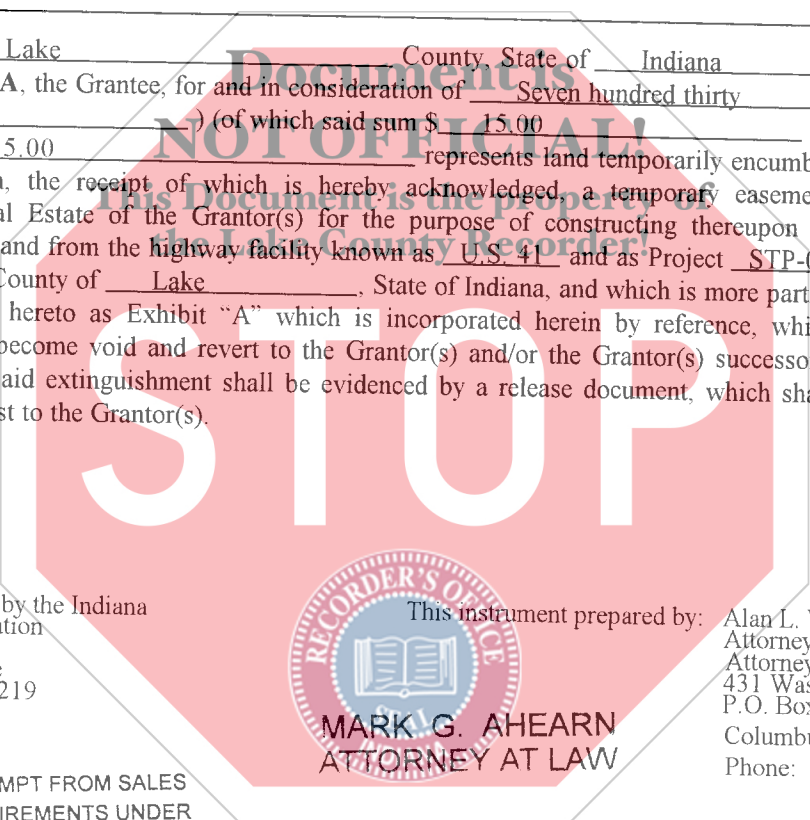 Lake County, State of Indiana
A, the Grantee, for and in consideration of Seven hundred thirty
) (of which said sum $ 15.00
5.00 represents land temporarily encumb
a, the receipt of which is hereby acknowledged, a temporary easeme
al Estate of the Grantor(s) for the purpose of constructing thereupon
and from the highway facility known as U.S. 41 and as Project STP-0
County of Lake, State of Indiana, and which is more part
hereto as Exhibit “A” which is incorporated herein by reference, whi
become void and revert to the Grantor(s) and/or the Grantor(s) successo
aid extinguishment shall be evidenced by a release document, which sha
st to the Grantor(s).
Document is
NOT OFFICIAL!
This Document is the property of
the Lake County Recorder!
STOP
by the Indiana
ation
219
This instrument prepared by: Alan L.
Attorney
Attorney
431 Was
P.O. Box
Columbu
Phone:
RECORDER'S OFFICE
SEAL
MARK G. AHEARN
ATTORNEY AT LAW
MPT FROM SALES
IREMENTS UNDER